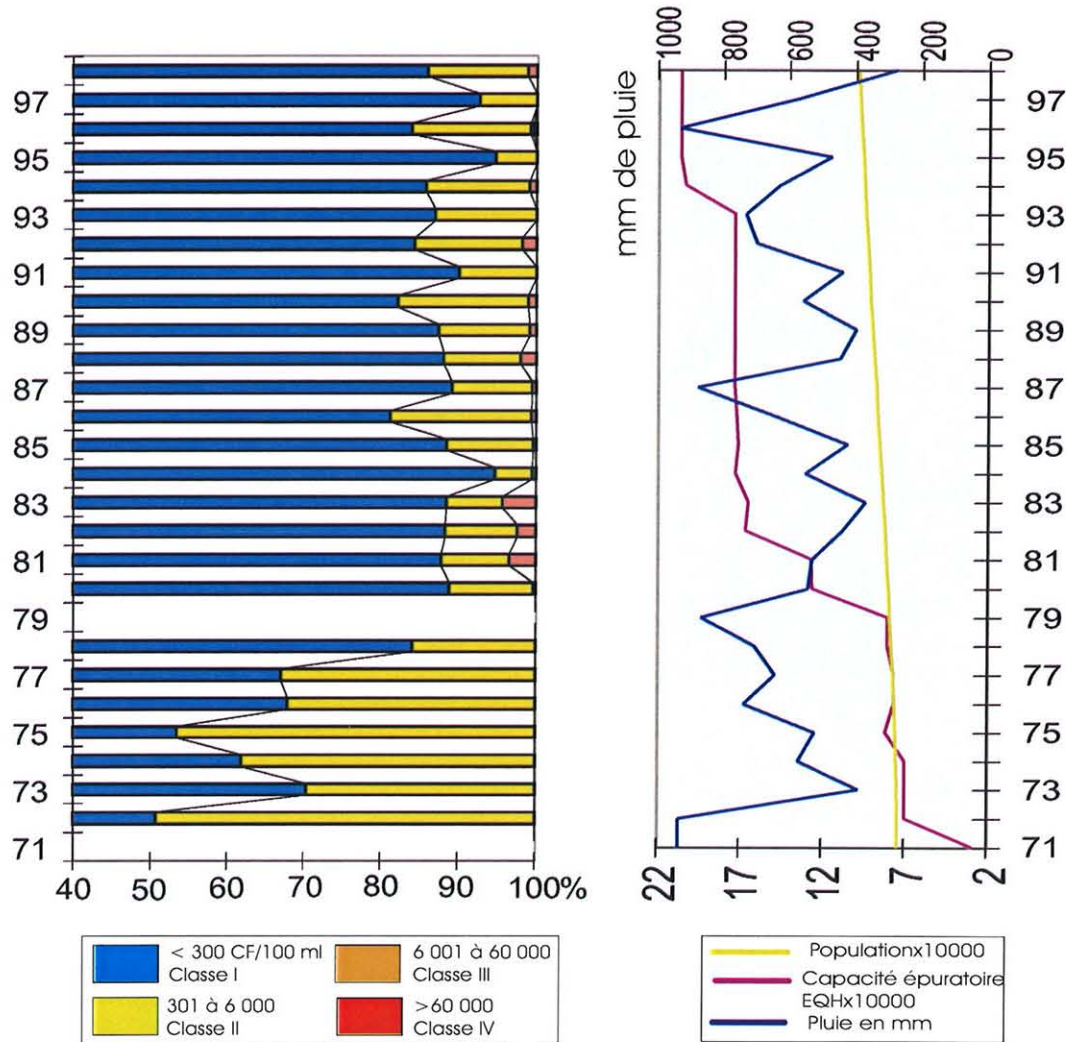 97
95
93
91
89
87
85
83
81
79
77
75
73
71
40 50 60 70 80 90 100%
< 300 CF/100 ml
Classe I
6 001 à 60 000
Classe III
301 à 6 000
Classe II
>60 000
Classe IV
1000 800 600 400 200 0
mm de pluie
97
95
93
91
89
87
85
83
81
79
77
75
73
71
22 17 12 7 2
Populationx10000
Capacité épuratoire
EQHx10000
Pluie en mm